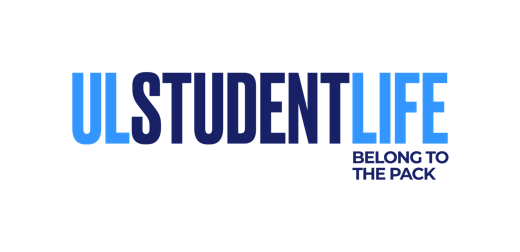 ULSTUDENTLIFE
BELONG TO
THE PACK